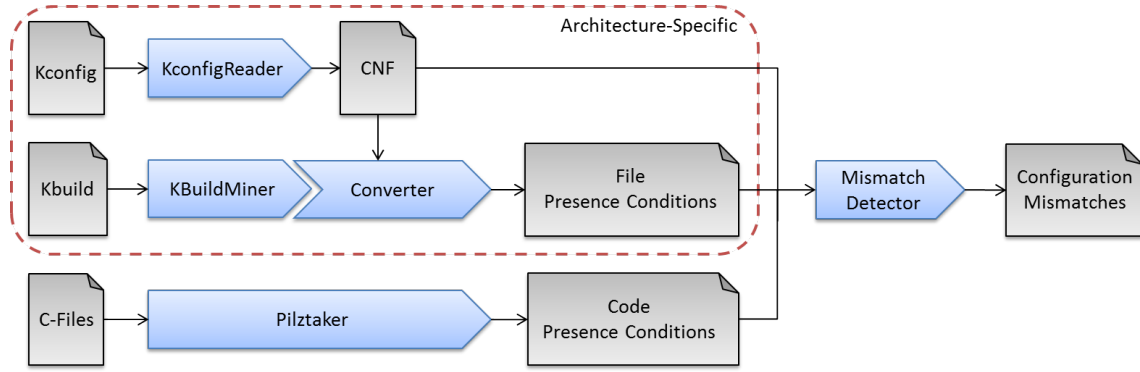 Architecture-Specific
Kconfig
KconfigReader
CNF
Kbuild
KBuildMiner
Converter
File
Presence Conditions
Mismatch
Detector
Configuration
Mismatches
C-Files
Pilztaker
Code
Presence Conditions